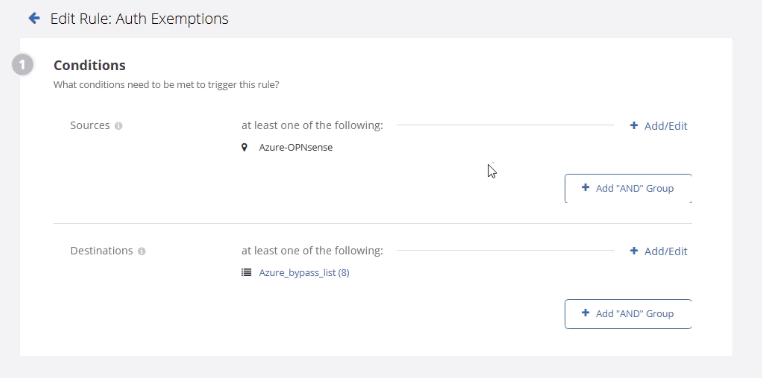 Edit Rule: Auth Exemptions
1
Conditions
What conditions need to be met to trigger this rule?
Sources at least one of the following: + Add/Edit
Azure-OPNsense
+ Add "AND" Group
Destinations at least one of the following: + Add/Edit
Azure_bypass_list (8)
+ Add "AND" Group